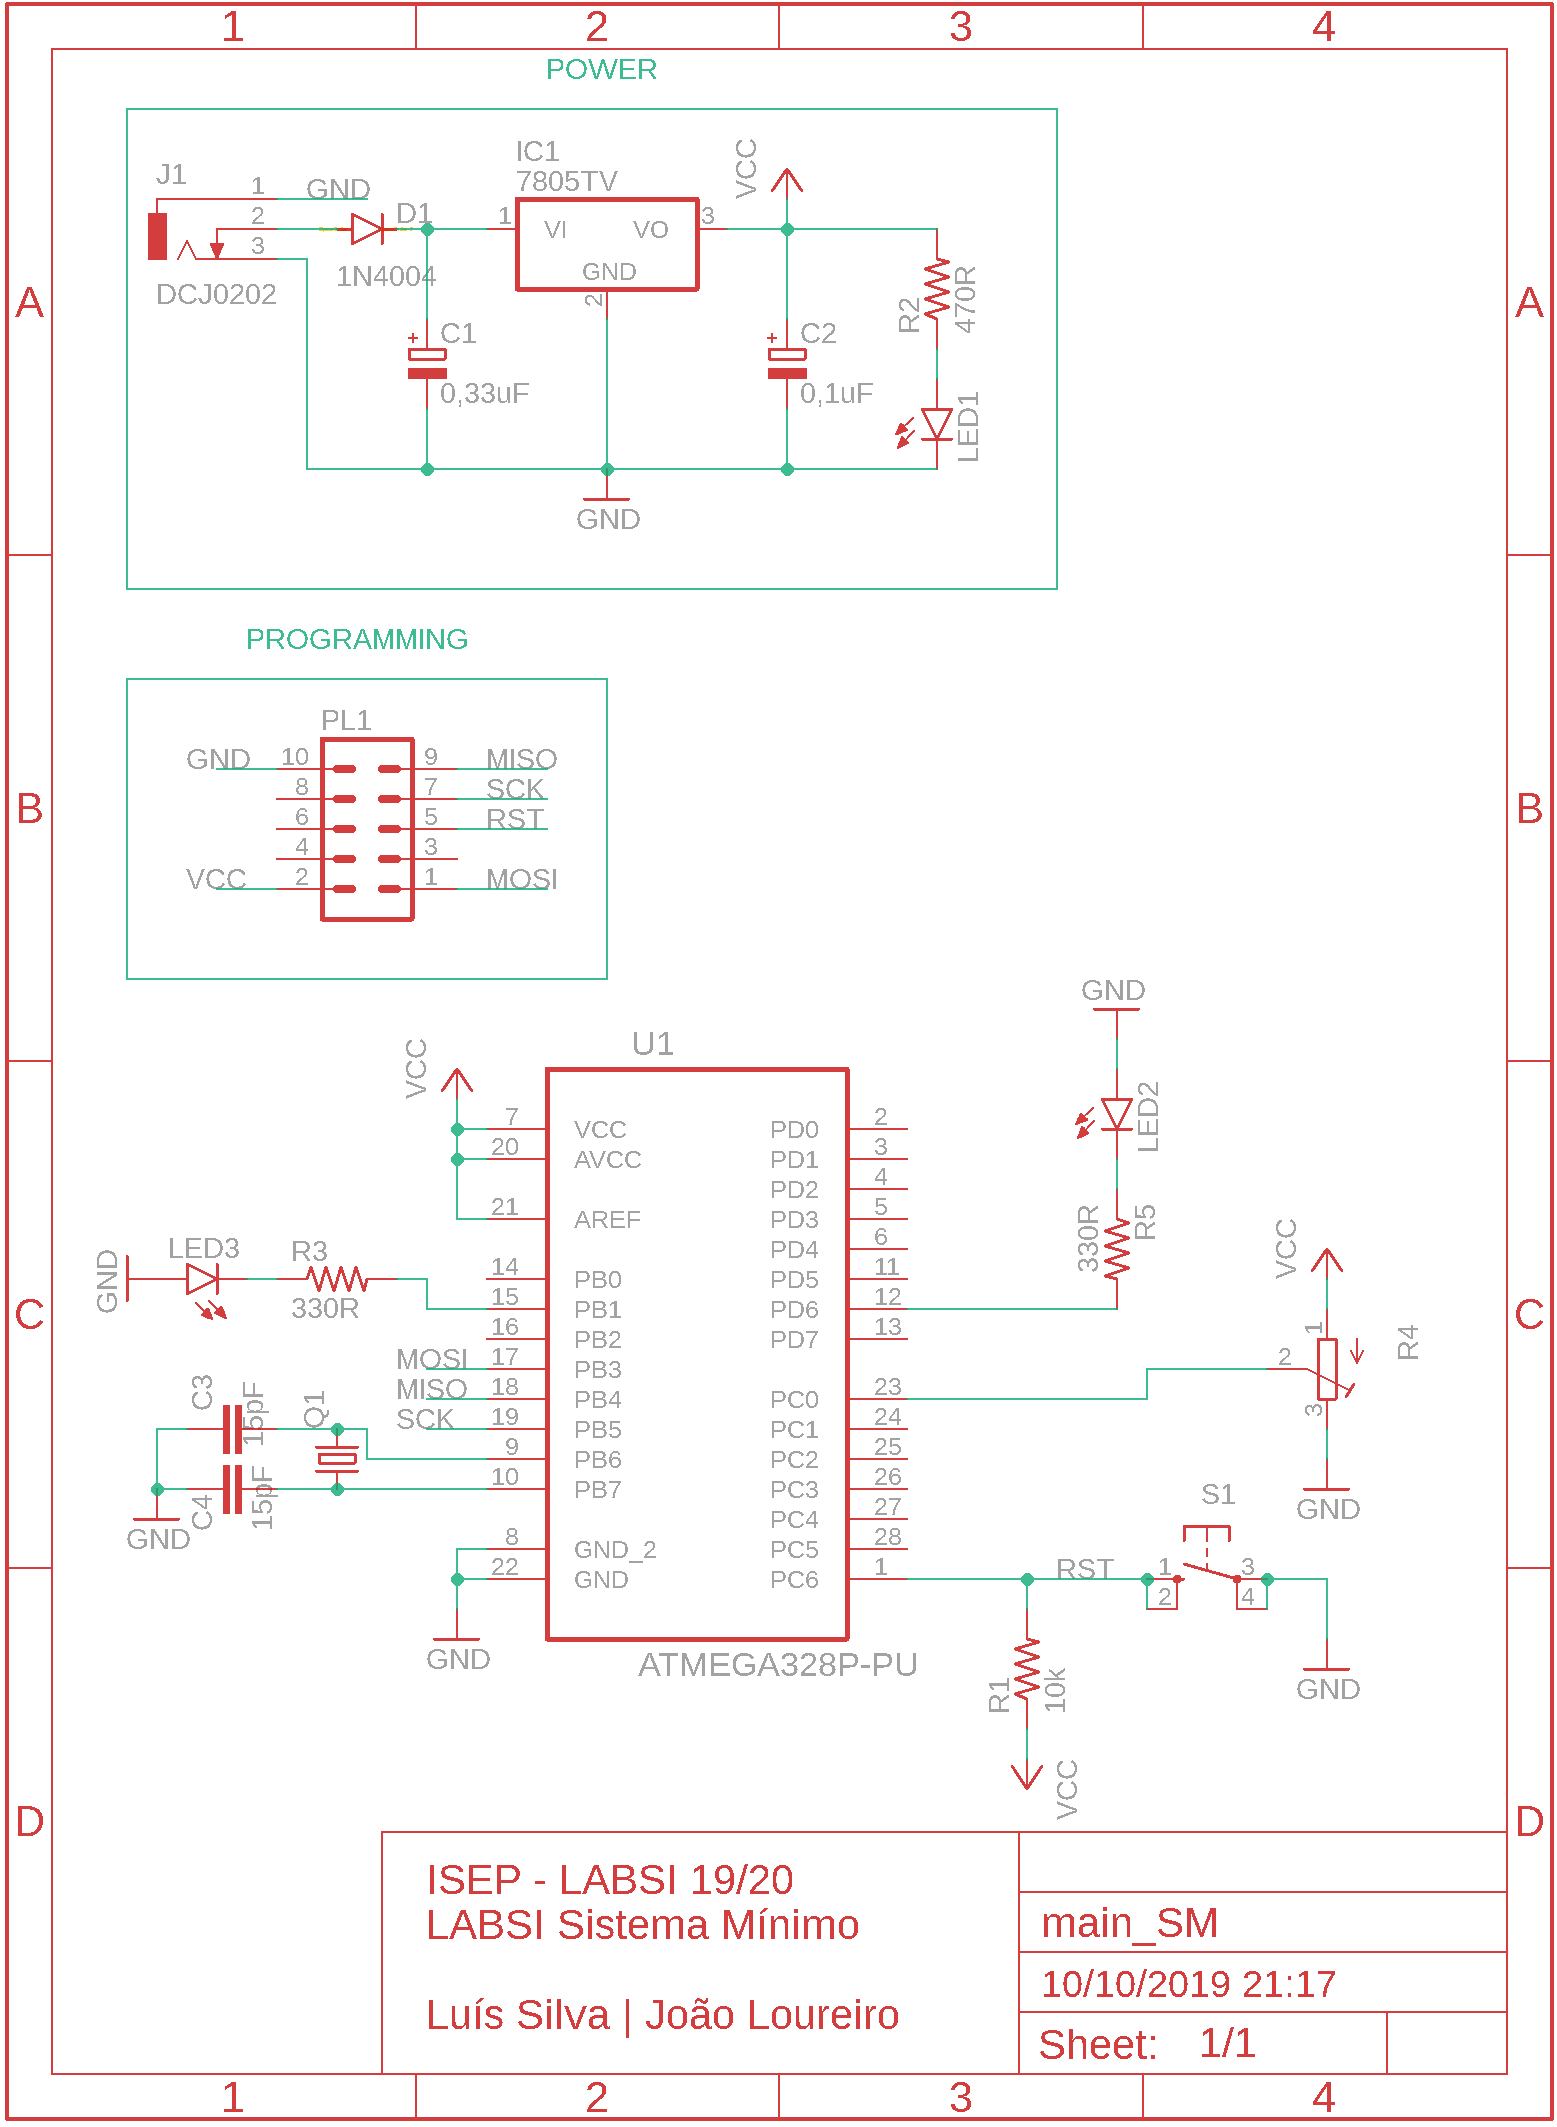 1 2 3 4
POWER
J1
1
GND
2
3
DCJ0202
D1
1N4004
IC1
7805TV
1
VI
VO
3
GND
2
VCC
C1
0,33uF
C2
0,1uF
R2
470R
LED1
GND
A
A
PROGRAMMING
PL1
GND 10 9 MISO
8 7 SCK
6 5 RST
4 3
VCC 2 1 MOSI
B
B
U1
VCC
7 VCC
20 AVCC
21 AREF
14 PB0
15 PB1
16 PB2
MOSI 17 PB3
MISO 18 PB4
SCK 19 PB5
9 PB6
10 PB7
8 GND_2
22 GND
GND
PD0 2
PD1 3
PD2 4
PD3 5
PD4 6
PD5 11
PD6 12
PD7 13
PC0 23
PC1 24
PC2 25
PC3 26
PC4 27
PC5 28
PC6 1
ATMEGA328P-PU
GND
LED3
R3
330R
C3
15pF
Q1
C4
15pF
GND
GND
LED2
330R
R5
VCC
1
2
3
R4
GND
S1
RST
1
2
3
4
GND
R1
10k
VCC
C
C
D
D
ISEP - LABSI 19/20
LABSI Sistema Mínimo
Luís Silva | João Loureiro
main_SM
10/10/2019 21:17
Sheet: 1/1
1 2 3 4